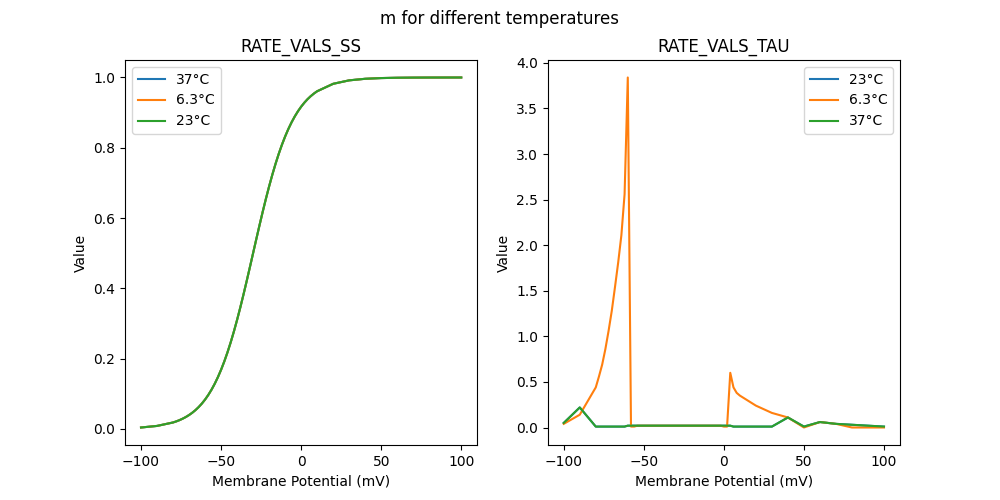 m for different temperatures
RATE_VALS_SS
37°C
6.3°C
23°C
1.0
0.8
0.6
0.4
0.2
0.0
Value
−100
−50
0
50
100
Membrane Potential (mV)
RATE_VALS_TAU
23°C
6.3°C
37°C
4.0
3.5
3.0
2.5
2.0
1.5
1.0
0.5
0.0
Value
−100
−50
0
50
100
Membrane Potential (mV)